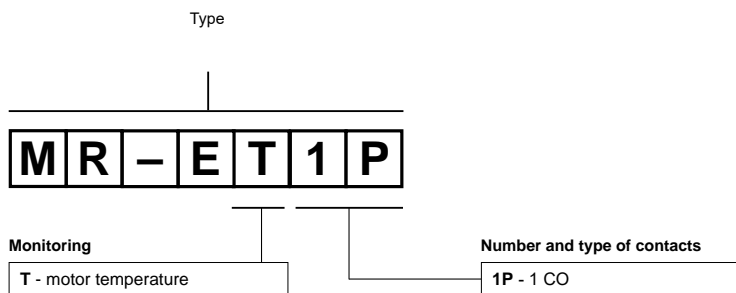 Type
MR–ET1P
Monitoring
T - motor temperature
Number and type of contacts
1P - 1 CO